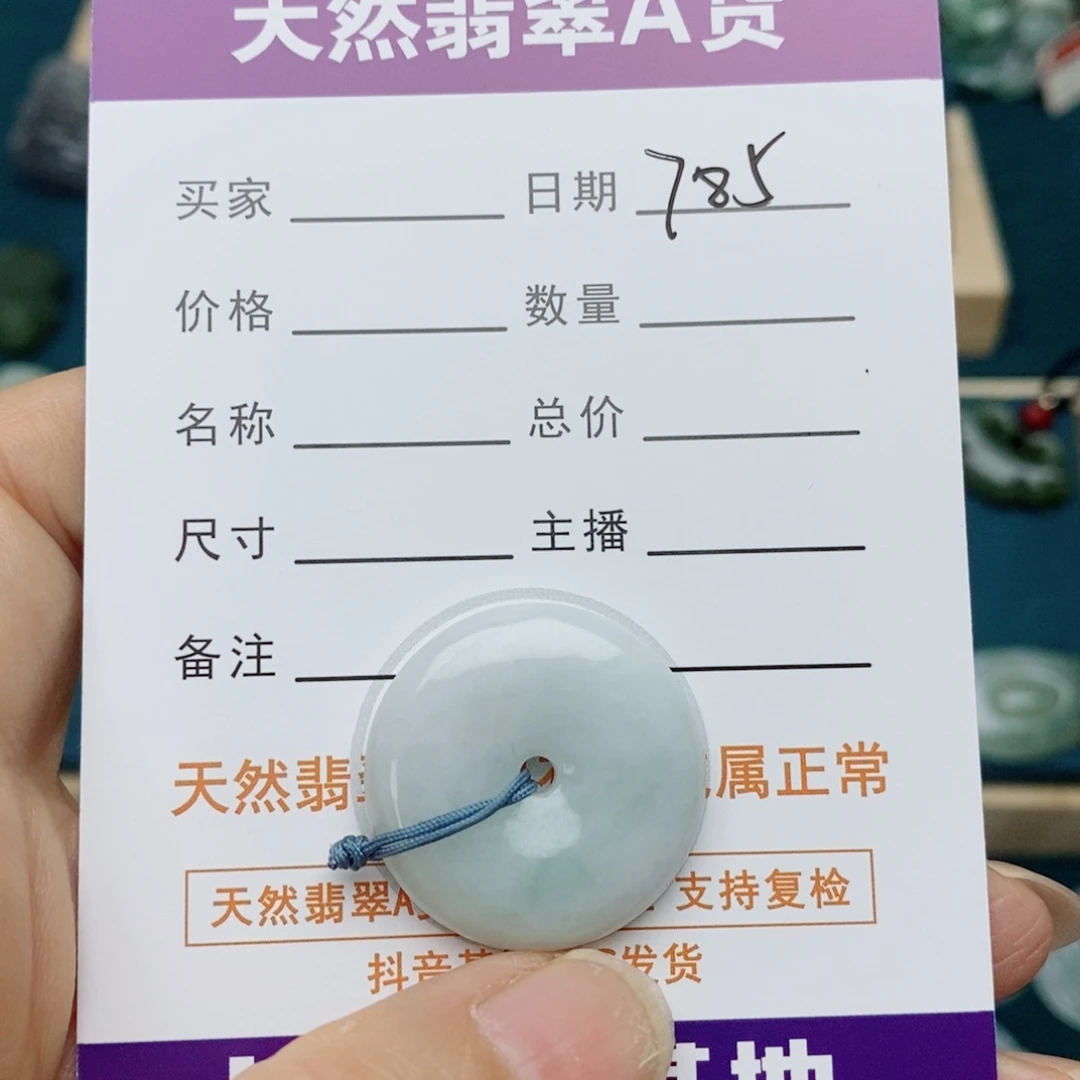 天然翡翠A货
买家 日期 785
价格 数量
名称 总价
尺寸 主播
备注
天然翡 属正常
天然翡翠A 支持复检
抖音 发货
基地